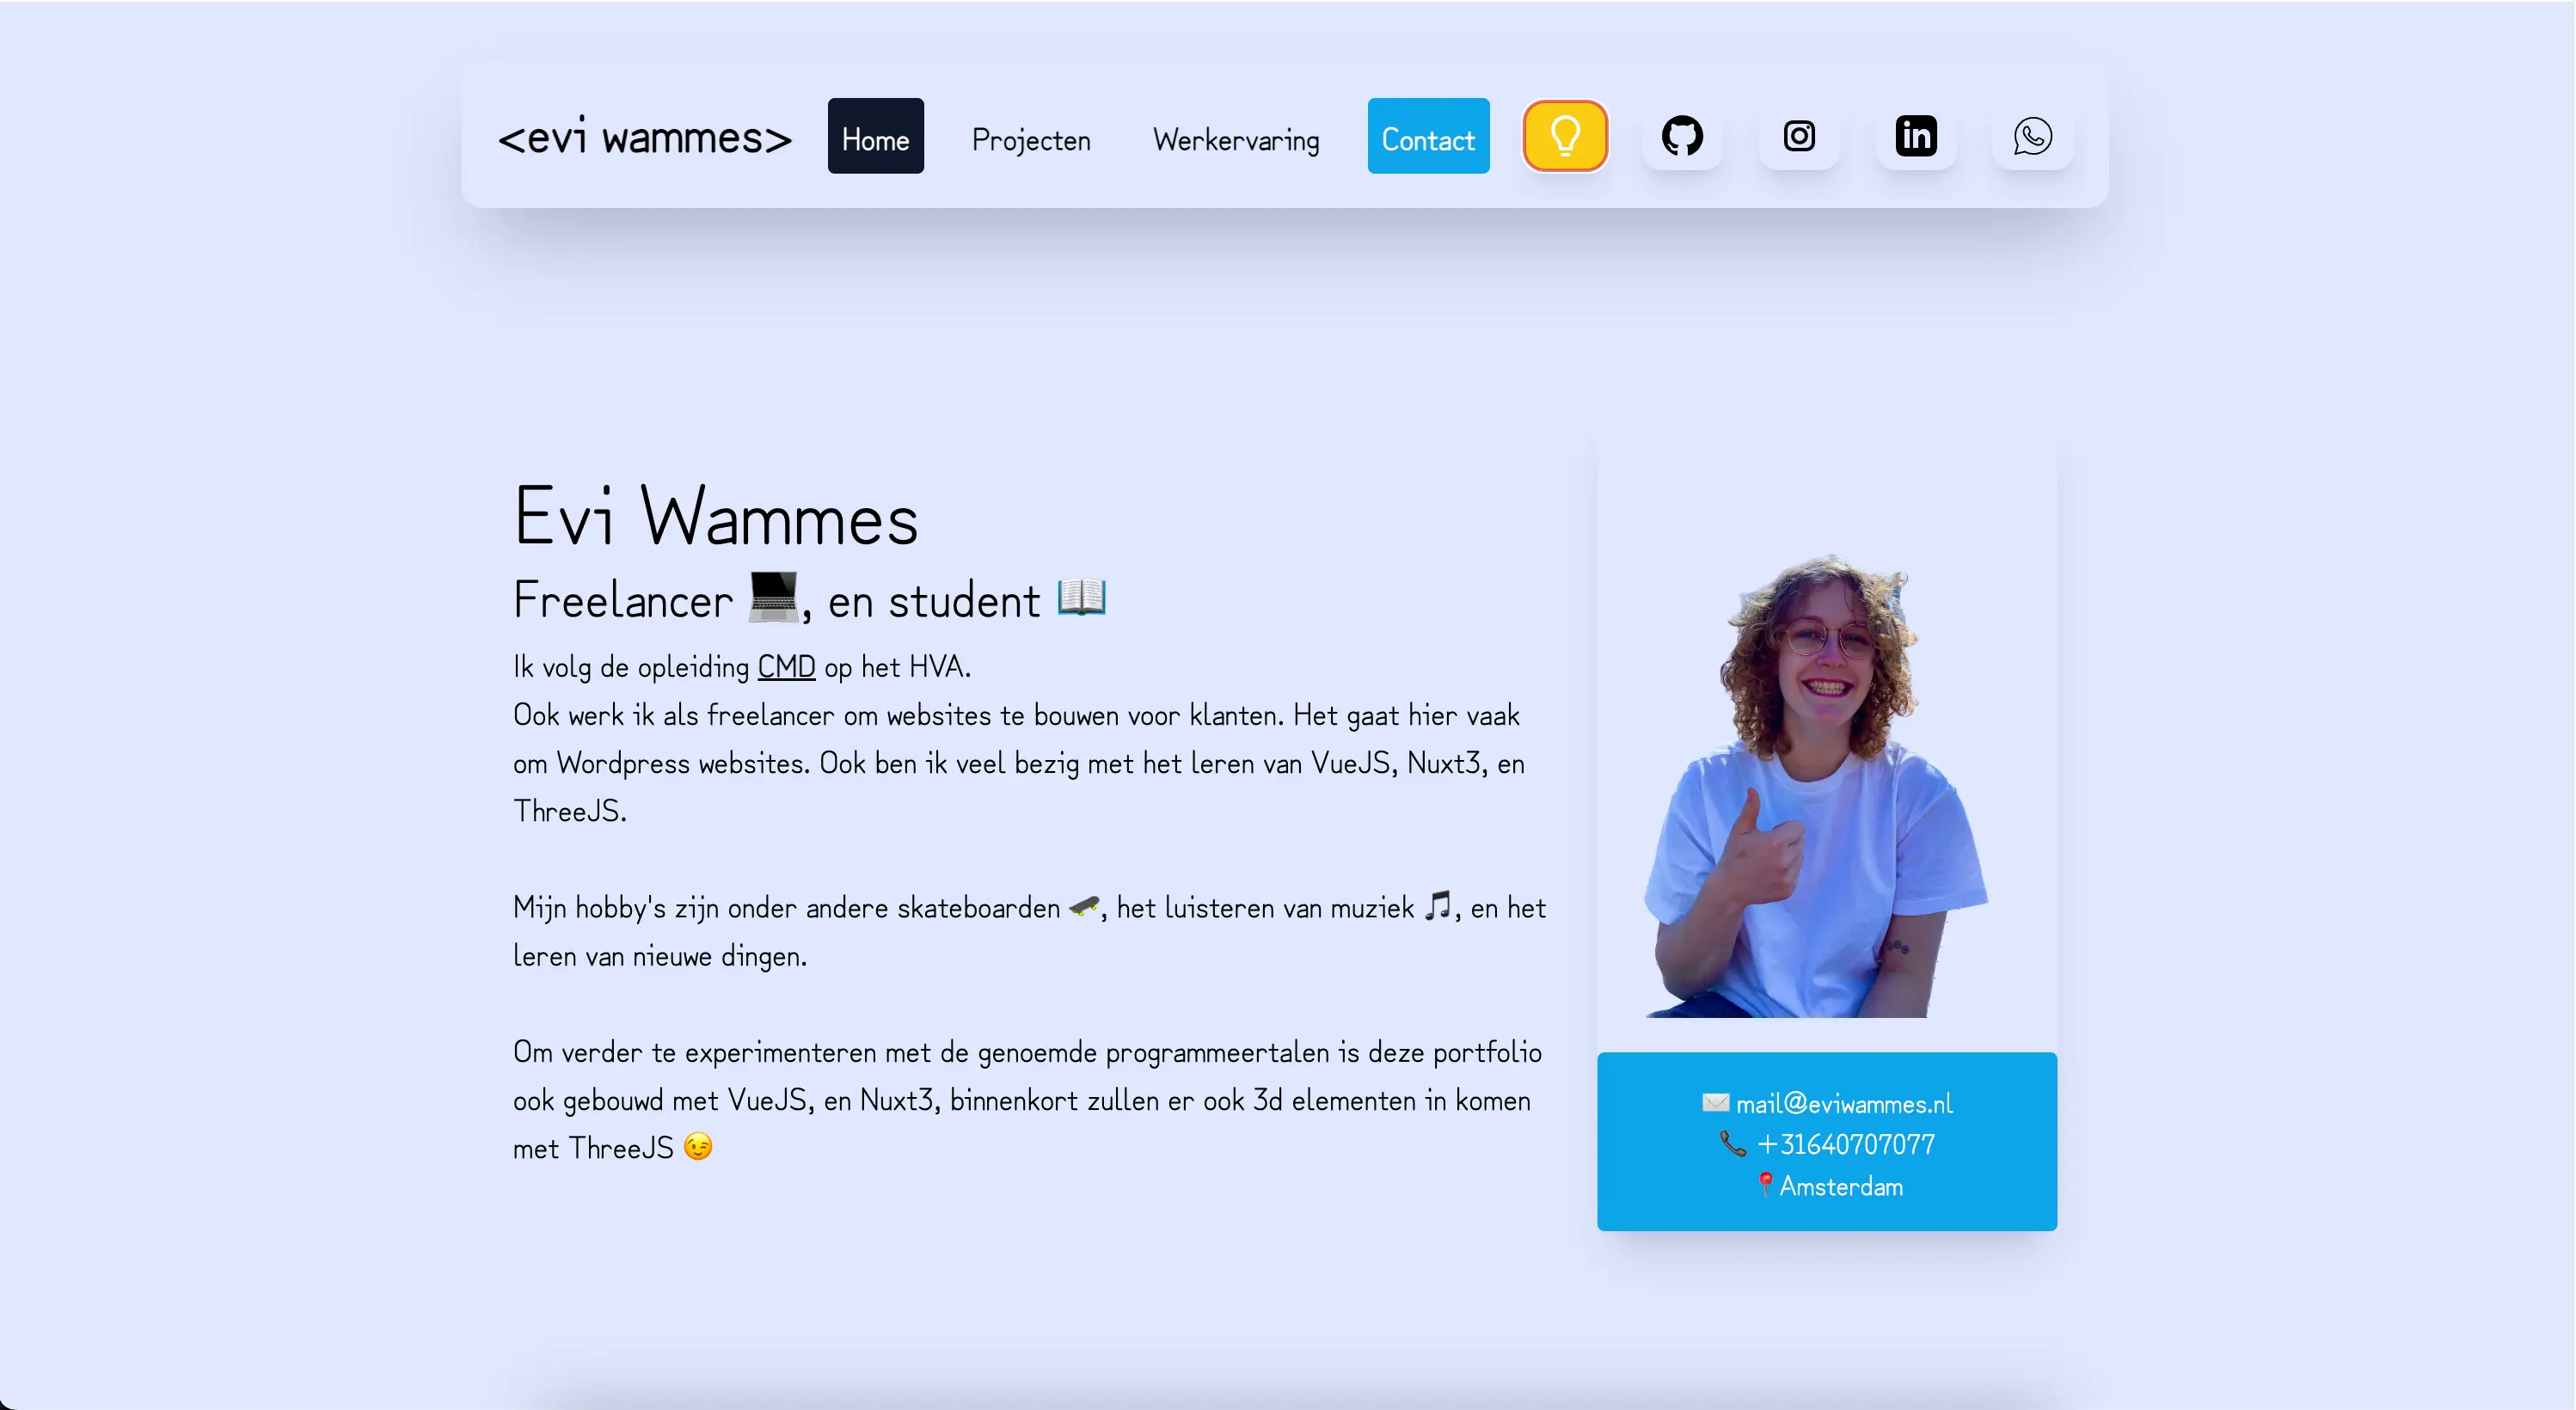 <evi wammes>
Home
Projecten
Werkervaring
Contact
in
Evi Wammes
Freelancer 💻, en student 📖
Ik volg de opleiding CMD op het HVA.
Ook werk ik als freelancer om websites te bouwen voor klanten. Het gaat hier vaak
om Wordpress websites. Ook ben ik veel bezig met het leren van VueJS, Nuxt3, en
ThreeJS.
Mijn hobby's zijn onder andere skateboarden 🛹, het luisteren van muziek 🎵, en het
leren van nieuwe dingen.
Om verder te experimenteren met de genoemde programmeertalen is deze portfolio
ook gebouwd met VueJS, en Nuxt3, binnenkort zullen er ook 3d elementen in komen
met ThreeJS 😉
✉️ mail@eviwammes.nl
📞 +31640707077
📍Amsterdam